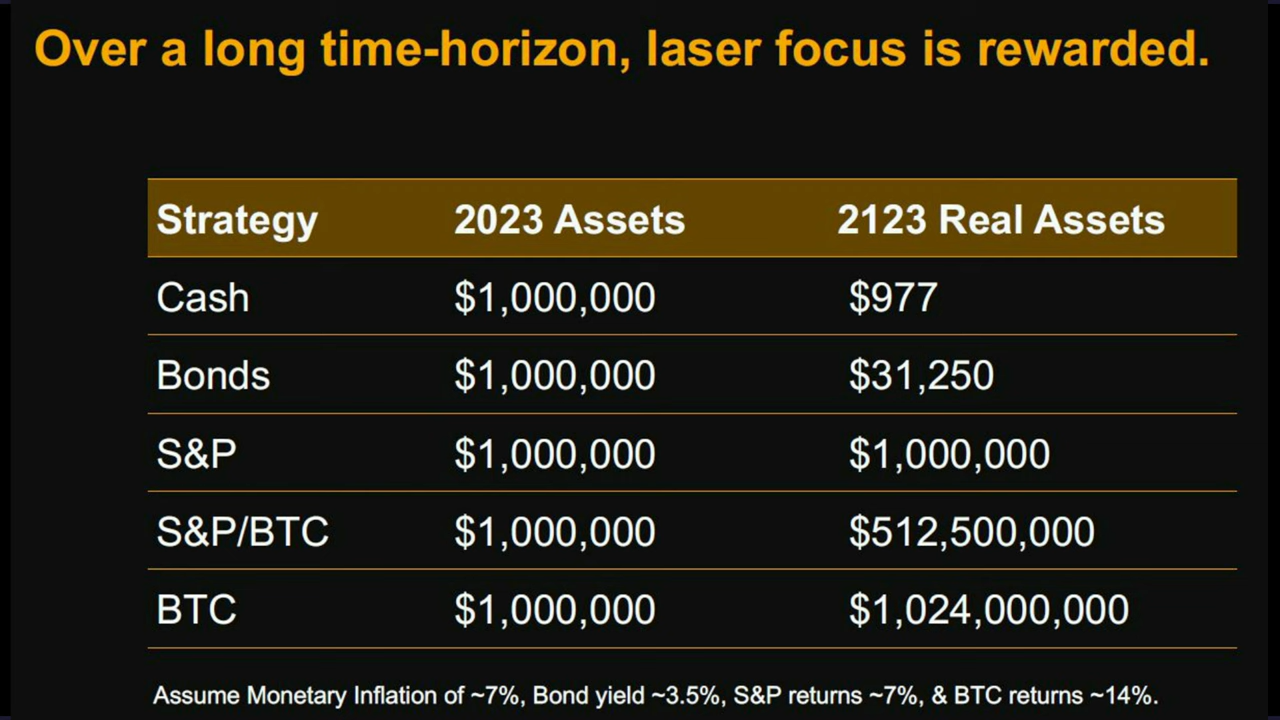 Over a long time-horizon, laser focus is rewarded.
Strategy 2023 Assets 2123 Real Assets
Cash $1,000,000 $977
Bonds $1,000,000 $31,250
S&P $1,000,000 $1,000,000
S&P/BTC $1,000,000 $512,500,000
BTC $1,000,000 $1,024,000,000
Assume Monetary Inflation of ~7%, Bond yield ~3.5%, S&P returns ~7%, & BTC returns ~14%.